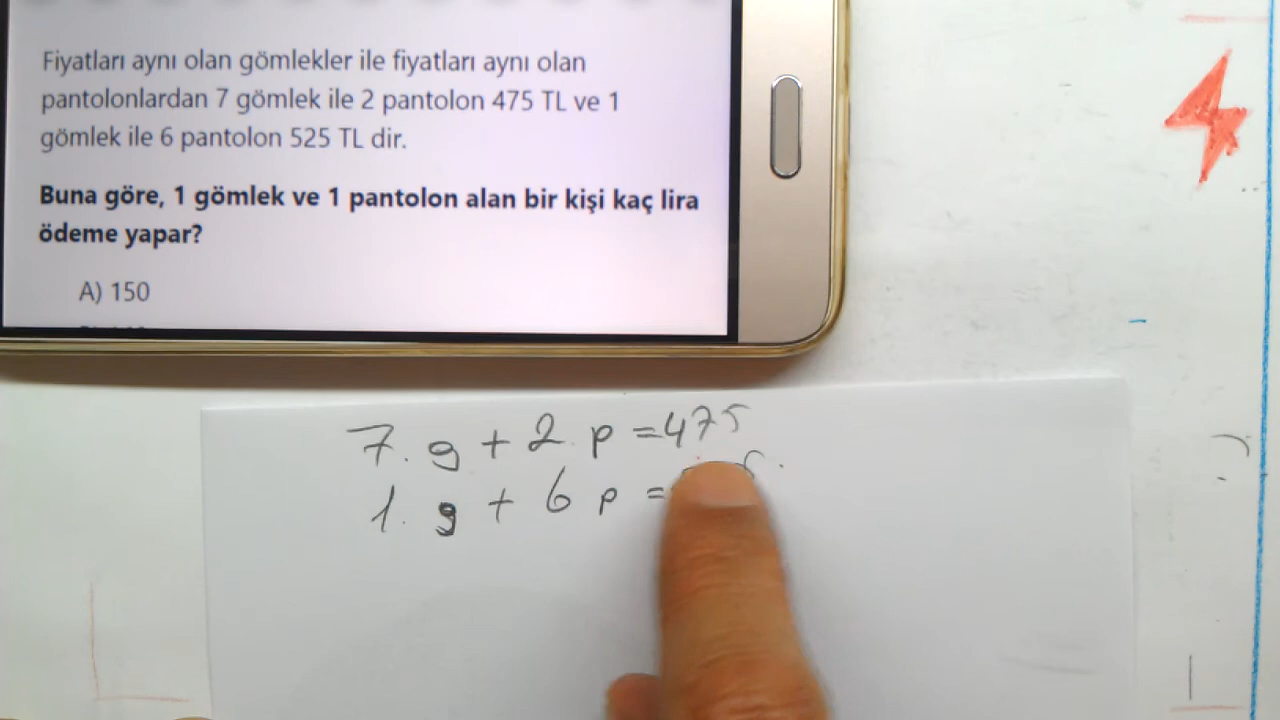 Fiyatları aynı olan gömlekler ile fiyatları aynı olan
pantolonlardan 7 gömlek ile 2 pantolon 475 TL ve 1
gömlek ile 6 pantolon 525 TL dir.
Buna göre, 1 gömlek ve 1 pantolon alan bir kişi kaç lira
ödeme yapar?
A) 150
7. g + 2 p = 475
1. g + 6 p =